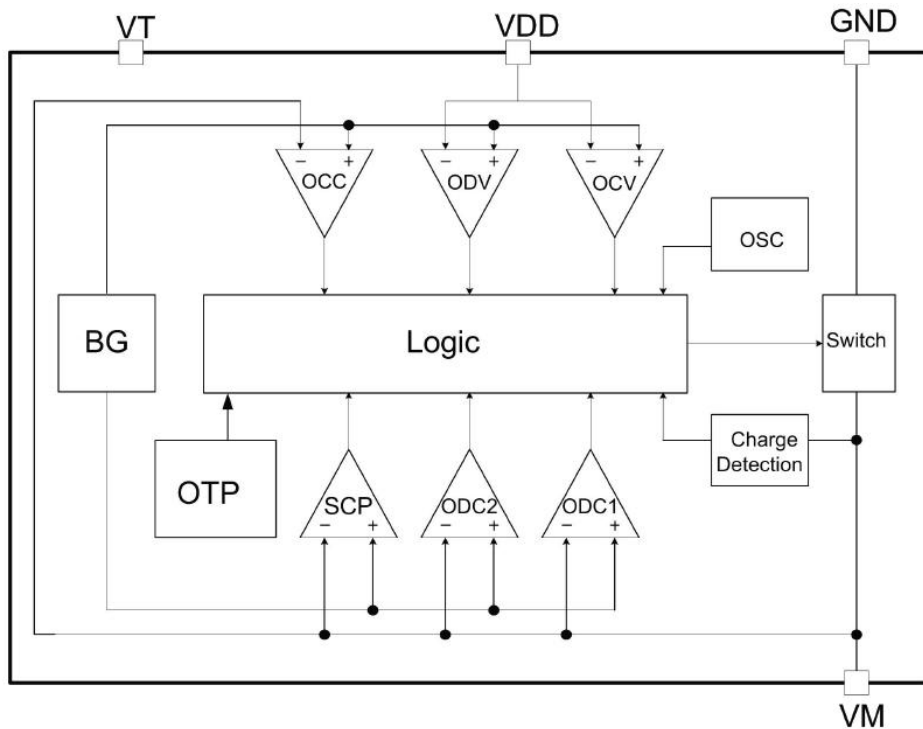 VT
VDD
GND
− +
OCC
− +
ODV
− +
OCV
OSC
BG
Logic
Switch
OTP
SCP
− +
ODC2
− +
ODC1
− +
Charge
Detection
VM